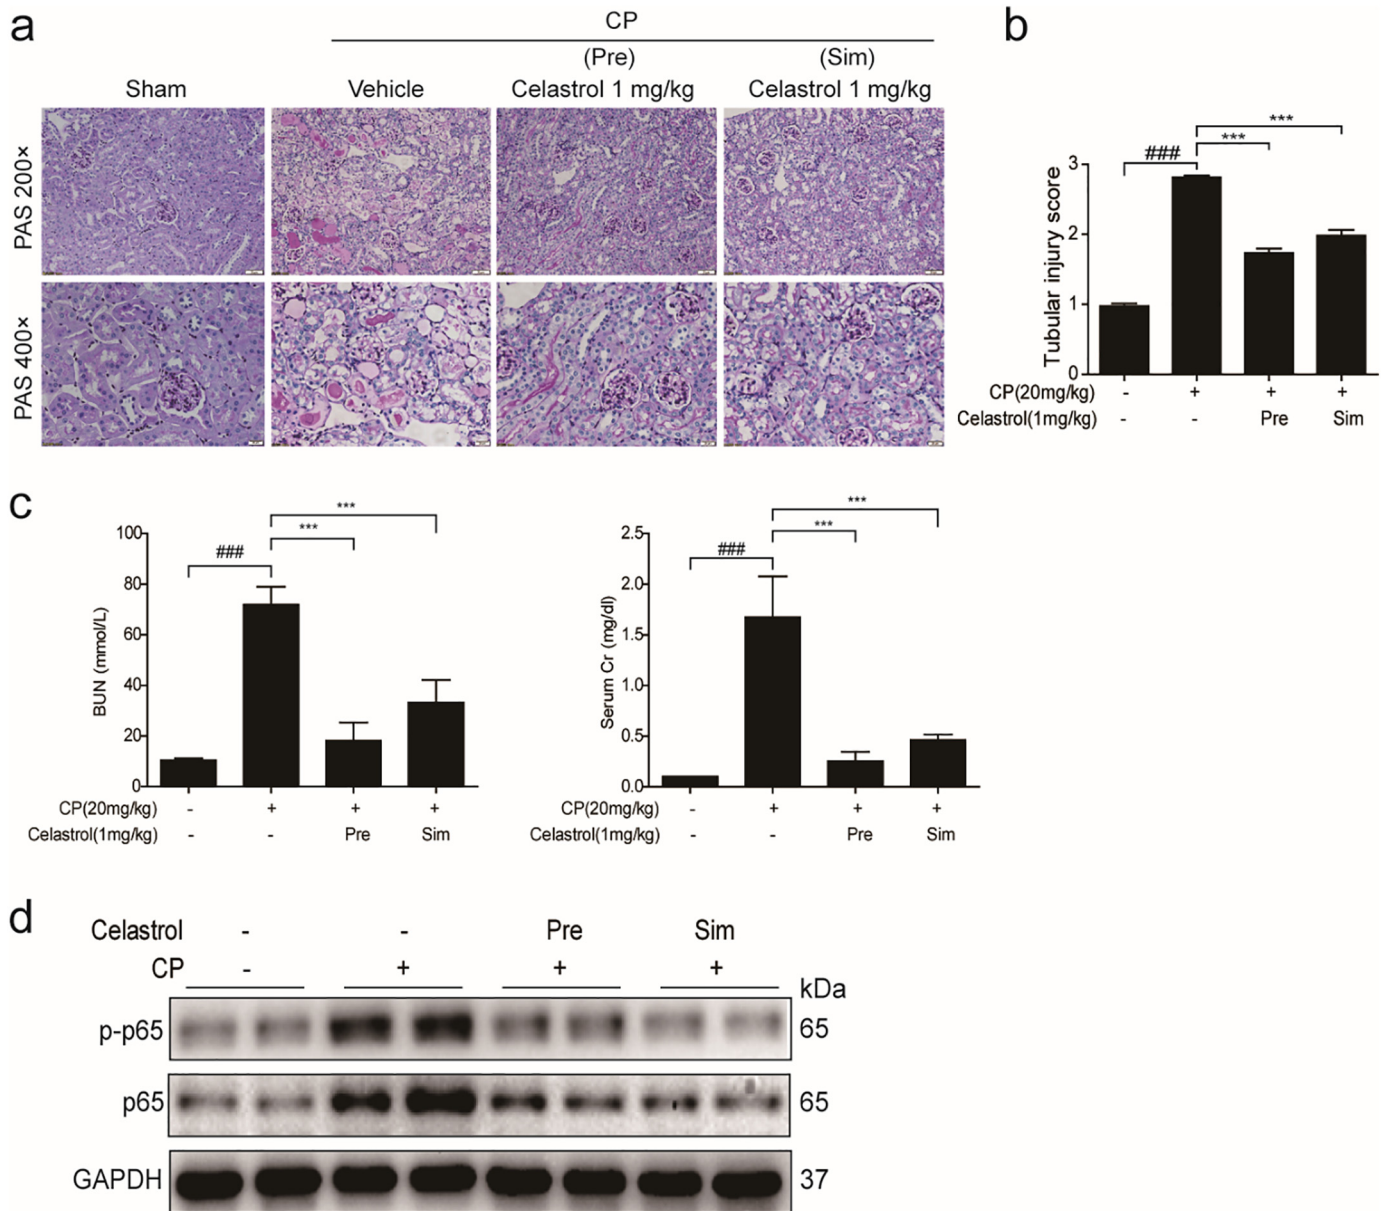 a
CP
(Pre)
(Sim)
Sham
Vehicle
Celastrol 1 mg/kg
Celastrol 1 mg/kg
PAS 200×
PAS 400×
b
***
***
###
Tubular injury score
3
2
1
0
CP(20mg/kg)
-
+
+
+
Celastrol(1mg/kg)
-
-
Pre
Sim
c
***
***
###
BUN (mmol/L)
100
80
60
40
20
0
CP(20mg/kg)
-
+
+
+
Celastrol(1mg/kg)
-
-
Pre
Sim
***
***
###
Serum Cr (mg/dl)
2.5
2.0
1.5
1.0
0.5
0.0
CP(20mg/kg)
-
+
+
+
Celastrol(1mg/kg)
-
-
Pre
Sim
d
Celastrol - - Pre Sim
CP - + + +
kDa
p-p65 65
p65 65
GAPDH 37